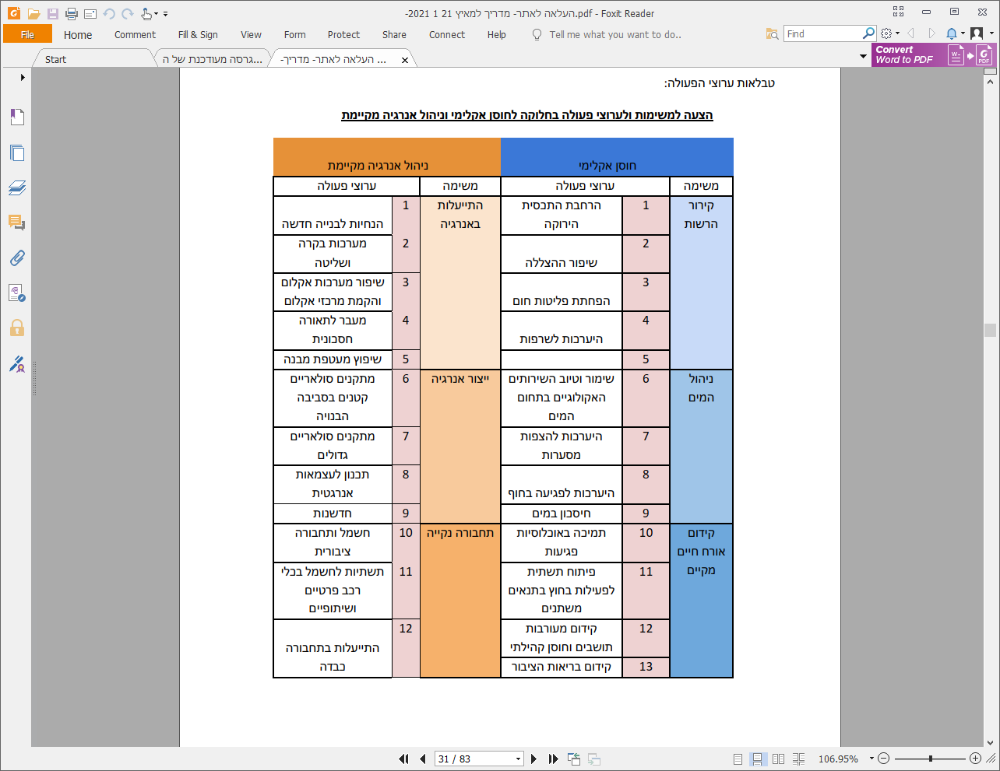 -העלאה לאתר- מדריך למאיץ 21 1 2021.pdf - Foxit Reader
File Home Comment Fill & Sign View Form Protect Share Connect Help Tell me what you want to do.. Find
Start
גרסה מעודכנת של ה...
העלאה לאתר- מדריך- ...
Convert
Word to PDF
טבלאות ערוצי הפעולה:
הצעה למשימות ולערוצי פעולה בחלוקה לחוסן אקלימי וניהול אנרגיה מקיימת
חוסן אקלימי
ניהול אנרגיה מקיימת
משימה
ערוצי פעולה
משימה
ערוצי פעולה
קירור
הרשות
1
הרחבת התכסית
הירוקה
התייעלות
באנרגיה
1
הנחיות לבנייה חדשה
2
שיפור ההצללה
2
מערכות בקרה
ושליטה
3
הפחתת פליטות חום
3
שיפור מערכות אקלום
והקמת מרכזי אקלום
4
היערכות לשרפות
4
מעבר לתאורה
חסכונית
5
5
שיפוץ מעטפת מבנה
ניהול
המים
6
שימור וטיוב השירותים
האקולוגיים בתחום
המים
ייצור אנרגיה
6
מתקנים סולאריים
קטנים בסביבה
הבנויה
7
היערכות להצפות
מסערות
7
מתקנים סולאריים
גדולים
8
היערכות לפגיעה בחוף
8
תכנון לעצמאות
אנרגטית
9
חיסכון במים
9
חדשנות
קידום
אורח חיים
מקיים
10
תמיכה באוכלוסיות
פגיעות
תחבורה נקייה
10
חשמל ותחבורה
ציבורית
11
פיתוח תשתית
לפעילות בחוץ בתנאים
משתנים
11
תשתיות לחשמל בכלי
רכב פרטיים
ושיתופיים
12
קידום מעורבות
תושבים וחוסן קהילתי
12
התייעלות בתחבורה
כבדה
13
קידום בריאות הציבור
31 / 83
106.95%